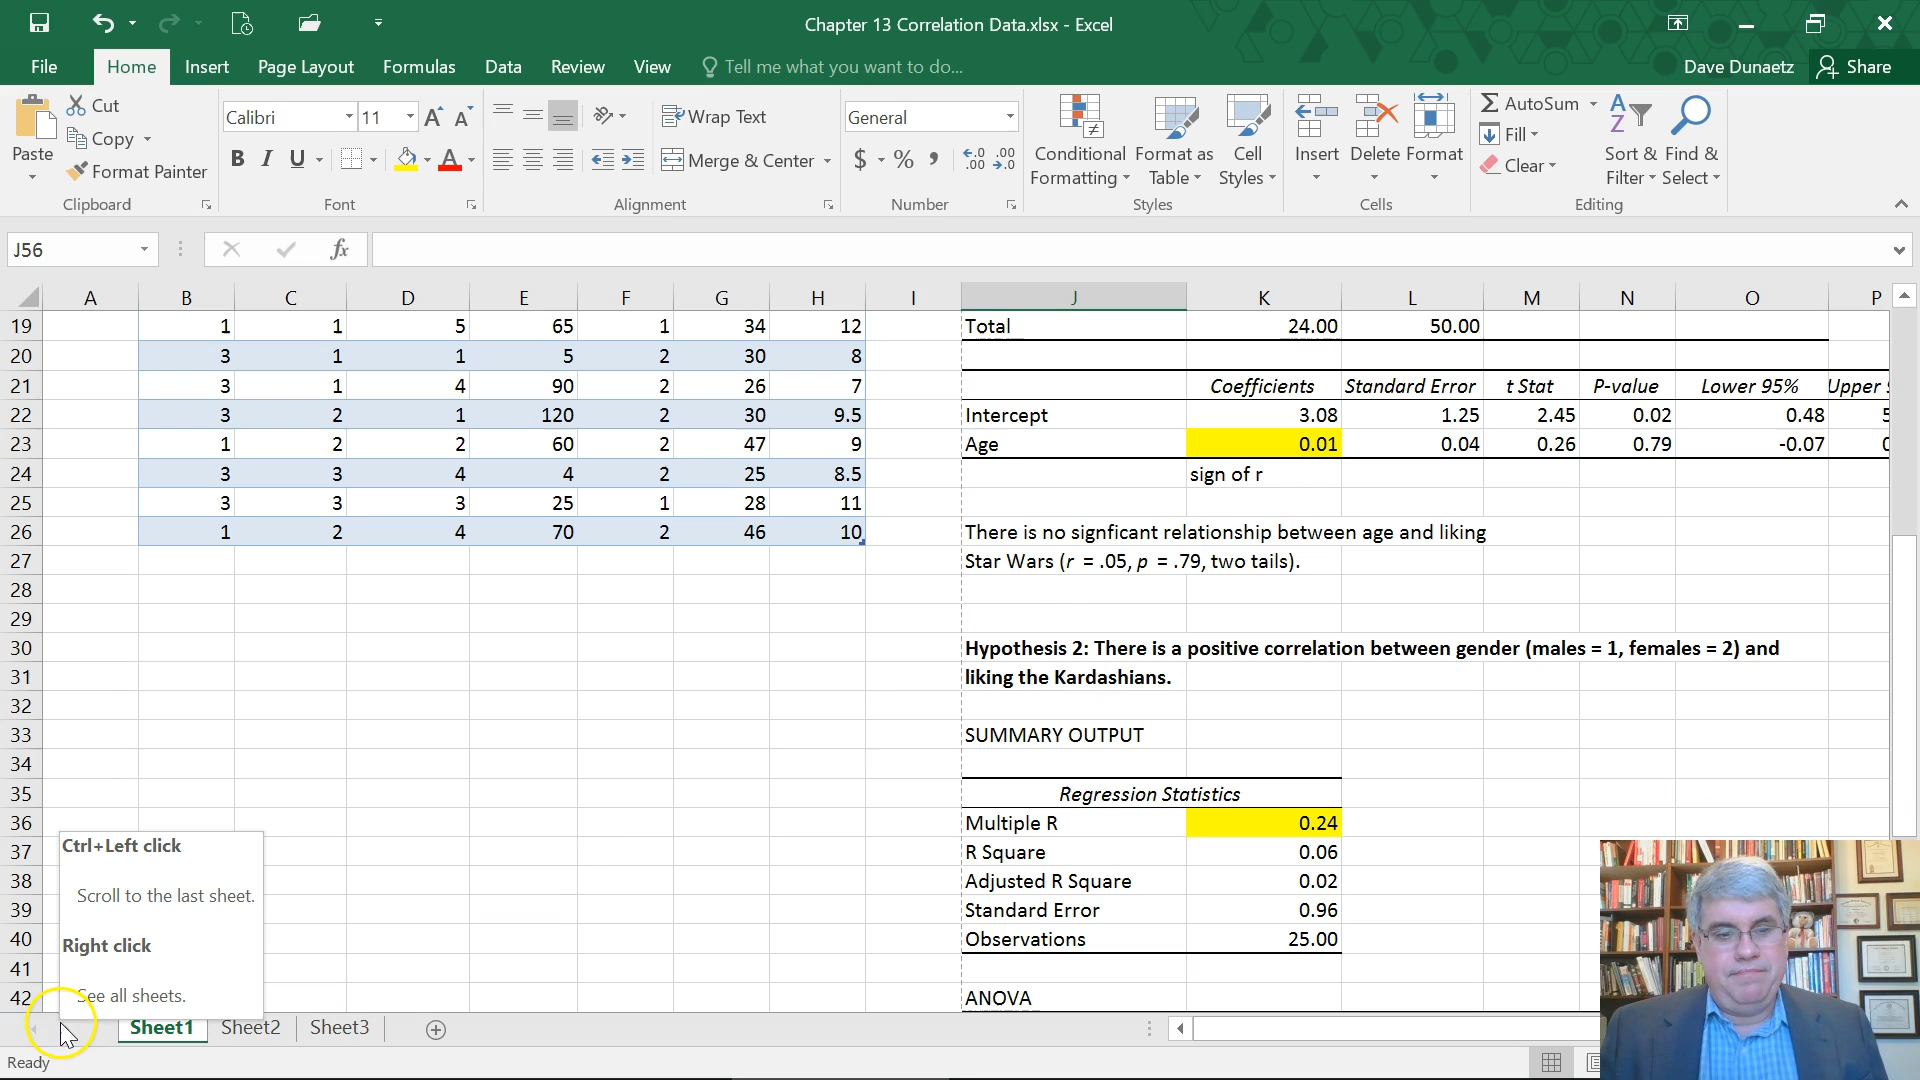 Chapter 13 Correlation Data.xlsx - Excel
File Home Insert Page Layout Formulas Data Review View Tell me what you want to do... Dave Dunaetz Share
Paste Cut Copy Format Painter Clipboard
Calibri 11 A A B I U A Font
Wrap Text Merge & Center Alignment
General $ % , .00 .00 Number
Conditional Formatting Format as Table Cell Styles Styles
Insert Delete Format Cells
AutoSum Fill Clear Sort & Filter Find & Select Editing
J56 fx
A B C D E F G H I J K L M N O P
19 1 1 5 65 1 34 12 Total 24.00 50.00
20 3 1 1 5 2 30 8
21 3 1 4 90 2 26 7 Coefficients Standard Error t Stat P-value Lower 95% Upper
22 3 2 1 120 2 30 9.5 Intercept 3.08 1.25 2.45 0.02 0.48 5
23 1 2 2 60 2 47 9 Age 0.01 0.04 0.26 0.79 -0.07
24 3 3 4 4 2 25 8.5 sign of r
25 3 3 3 25 1 28 11
26 1 2 4 70 2 46 10 There is no signficant relationship between age and liking
27 Star Wars (r = .05, p = .79, two tails).
28
29
30 Hypothesis 2: There is a positive correlation between gender (males = 1, females = 2) and
31 liking the Kardashians.
32
33 SUMMARY OUTPUT
34
35 Regression Statistics
36 Multiple R 0.24
37 R Square 0.06
38 Adjusted R Square 0.02
39 Standard Error 0.96
40 Observations 25.00
41
42 ANOVA
Ctrl+Left click
Scroll to the last sheet.
Right click
See all sheets.
Sheet1 Sheet2 Sheet3
Ready